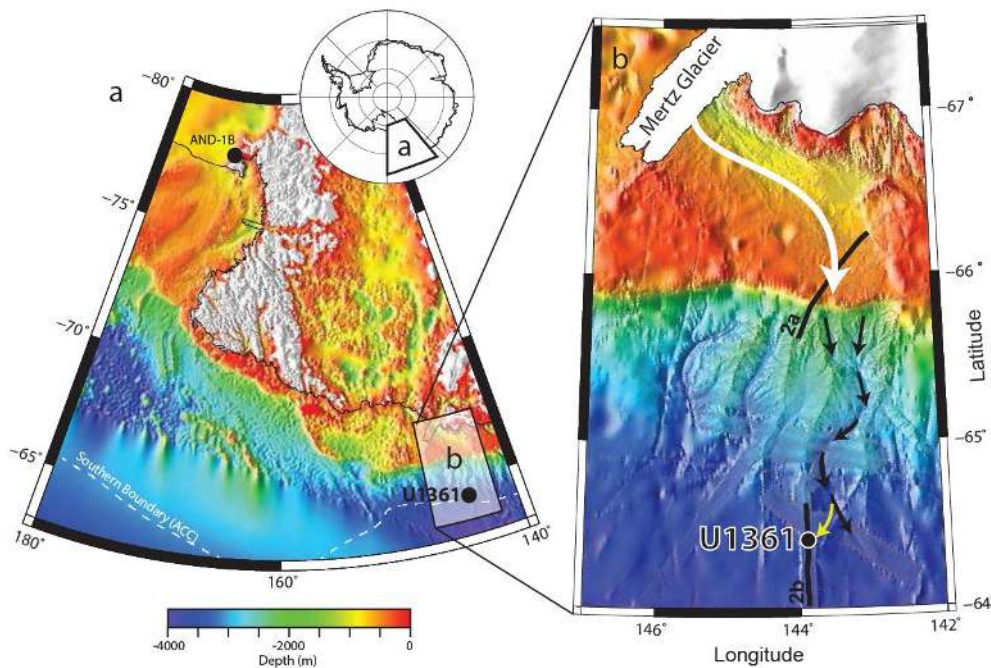 a
−80
−75
−70
−65
180°
160°
140°
AND-1B
a
b
U1361
Southern Boundary (ACC)
-4000
-2000
0
Depth (m)
b
Mertz Glacier
−67
−66
−65
−64
Latitude
2a
U1361
2b
146°
144°
142°
Longitude